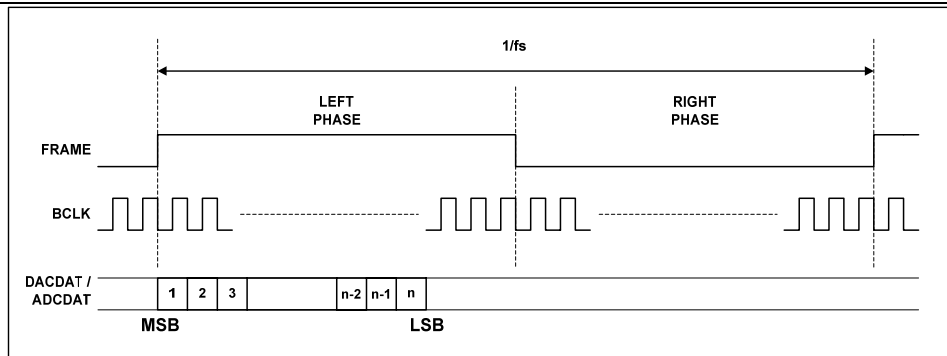 1/fs
LEFT
PHASE
RIGHT
PHASE
FRAME
BCLK
DACDAT /
ADCDAT
1 2 3 n-2 n-1 n
MSB LSB